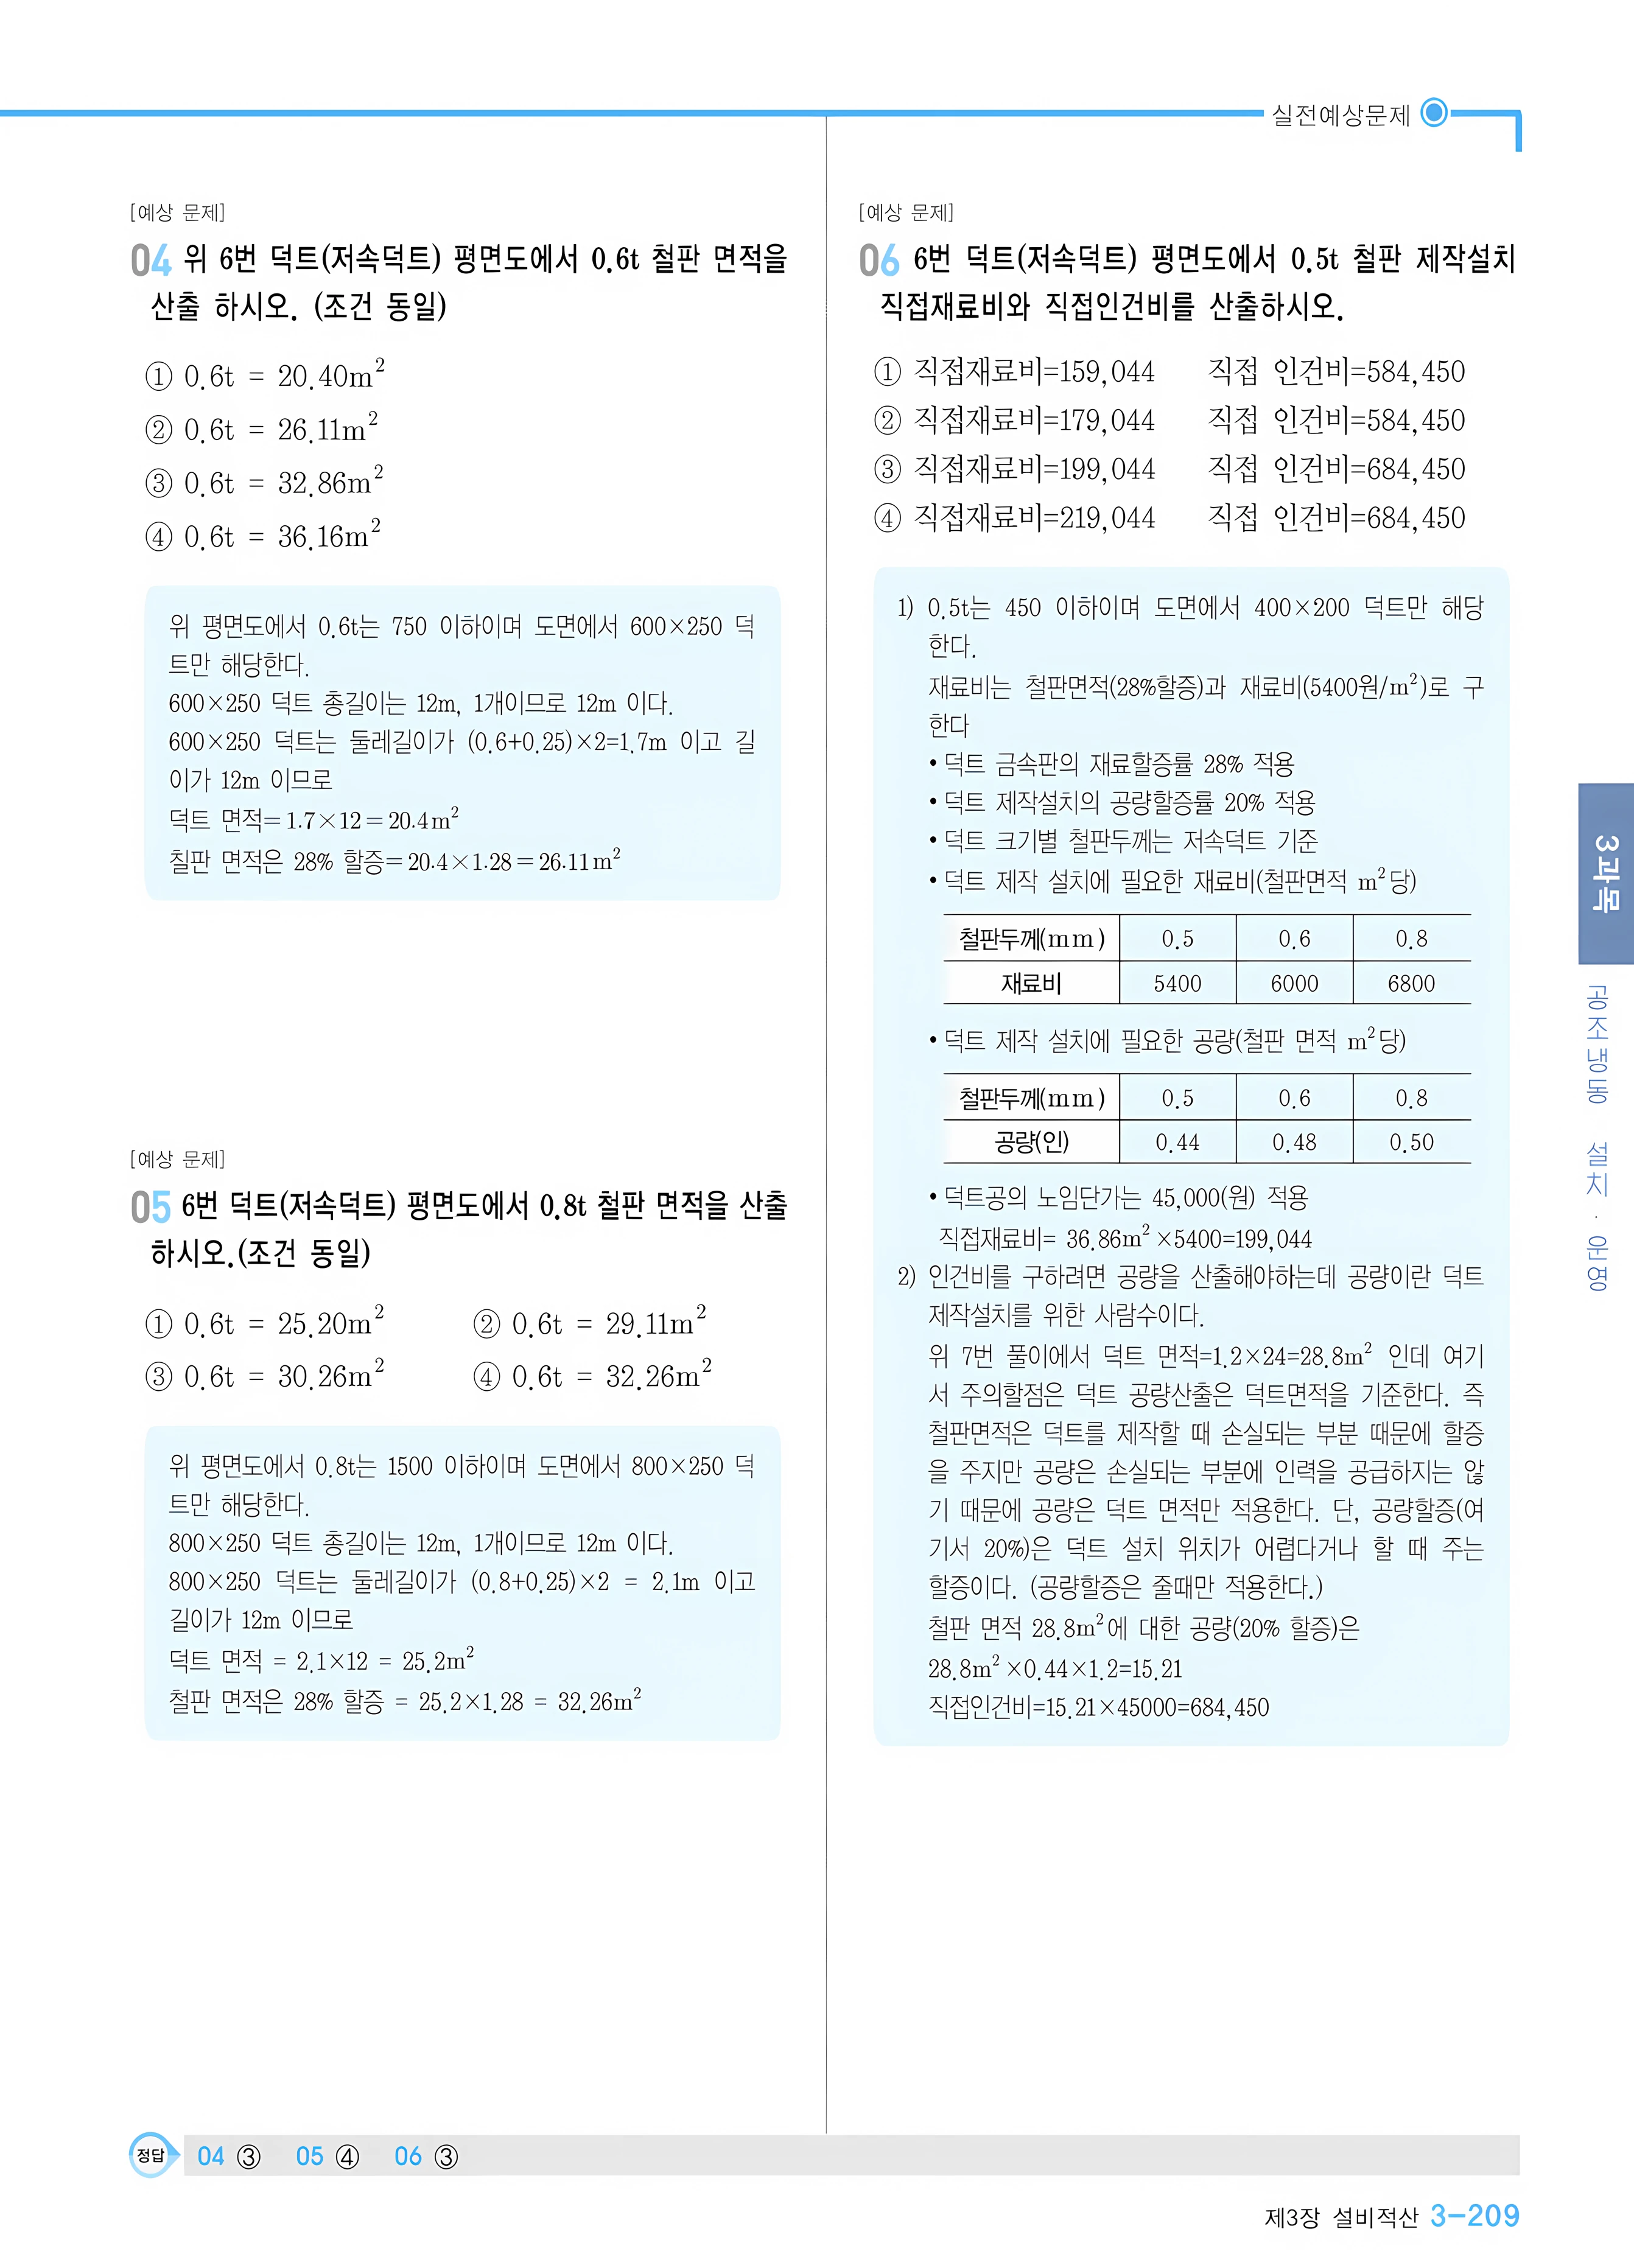 실전예상문제
[예상 문제]
04 위 6번 덕트(저속덕트) 평면도에서 0.6t 철판 면적을
산출 하시오. (조건 동일)
① 0.6t = 20.40m²
② 0.6t = 26.11m²
③ 0.6t = 32.86m²
④ 0.6t = 36.16m²
위 평면도에서 0.6t는 750 이하이며 도면에서 600×250 덕
트만 해당한다.
600×250 덕트 총길이는 12m, 1개이므로 12m 이다.
600×250 덕트는 둘레길이가 (0.6+0.25)×2=1.7m 이고 길
이가 12m 이므로
덕트 면적=1.7×12=20.4m²
칠판 면적은 28% 할증=20.4×1.28=26.11m²
[예상 문제]
05 6번 덕트(저속덕트) 평면도에서 0.8t 철판 면적을 산출
하시오.(조건 동일)
① 0.6t = 25.20m² ② 0.6t = 29.11m²
③ 0.6t = 30.26m² ④ 0.6t = 32.26m²
위 평면도에서 0.8t는 1500 이하이며 도면에서 800×250 덕
트만 해당한다.
800×250 덕트 총길이는 12m, 1개이므로 12m 이다.
800×250 덕트는 둘레길이가 (0.8+0.25)×2 = 2.1m 이고
길이가 12m 이므로
덕트 면적 = 2.1×12 = 25.2m²
철판 면적은 28% 할증 = 25.2×1.28 = 32.26m²
[예상 문제]
06 6번 덕트(저속덕트) 평면도에서 0.5t 철판 제작설치
직접재료비와 직접인건비를 산출하시오.
① 직접재료비=159,044 직접 인건비=584,450
② 직접재료비=179,044 직접 인건비=584,450
③ 직접재료비=199,044 직접 인건비=684,450
④ 직접재료비=219,044 직접 인건비=684,450
1) 0.5t는 450 이하이며 도면에서 400×200 덕트만 해당
한다.
재료비는 철판면적(28%할증)과 재료비(5400원/m²)로 구
한다
• 덕트 금속판의 재료할증률 28% 적용
• 덕트 제작설치의 공량할증률 20% 적용
• 덕트 크기별 철판두께는 저속덕트 기준
• 덕트 제작 설치에 필요한 재료비(철판면적 m²당)
철판두께(mm) 0.5 0.6 0.8
재료비 5400 6000 6800
• 덕트 제작 설치에 필요한 공량(철판 면적 m²당)
철판두께(mm) 0.5 0.6 0.8
공량(인) 0.44 0.48 0.50
• 덕트공의 노임단가는 45,000(원) 적용
직접재료비= 36.86m²×5400=199,044
2) 인건비를 구하려면 공량을 산출해야하는데 공량이란 덕트
제작설치를 위한 사람수이다.
위 7번 풀이에서 덕트 면적=1.2×24=28.8m² 인데 여기
서 주의할점은 덕트 공량산출은 덕트면적을 기준한다. 즉
철판면적은 덕트를 제작할 때 손실되는 부분 때문에 할증
을 주지만 공량은 손실되는 부분에 인력을 공급하지는 않
기 때문에 공량은 덕트 면적만 적용한다. 단, 공량할증(여
기서 20%)은 덕트 설치 위치가 어렵다거나 할 때 주는
할증이다. (공량할증은 줄때만 적용한다.)
철판 면적 28.8m²에 대한 공량(20% 할증)은
28.8m²×0.44×1.2=15.21
직접인건비=15.21×45000=684,450
3과목
공조냉동 설치·운영
정답 04 ③ 05 ④ 06 ③
제3장 설비적산 3-209